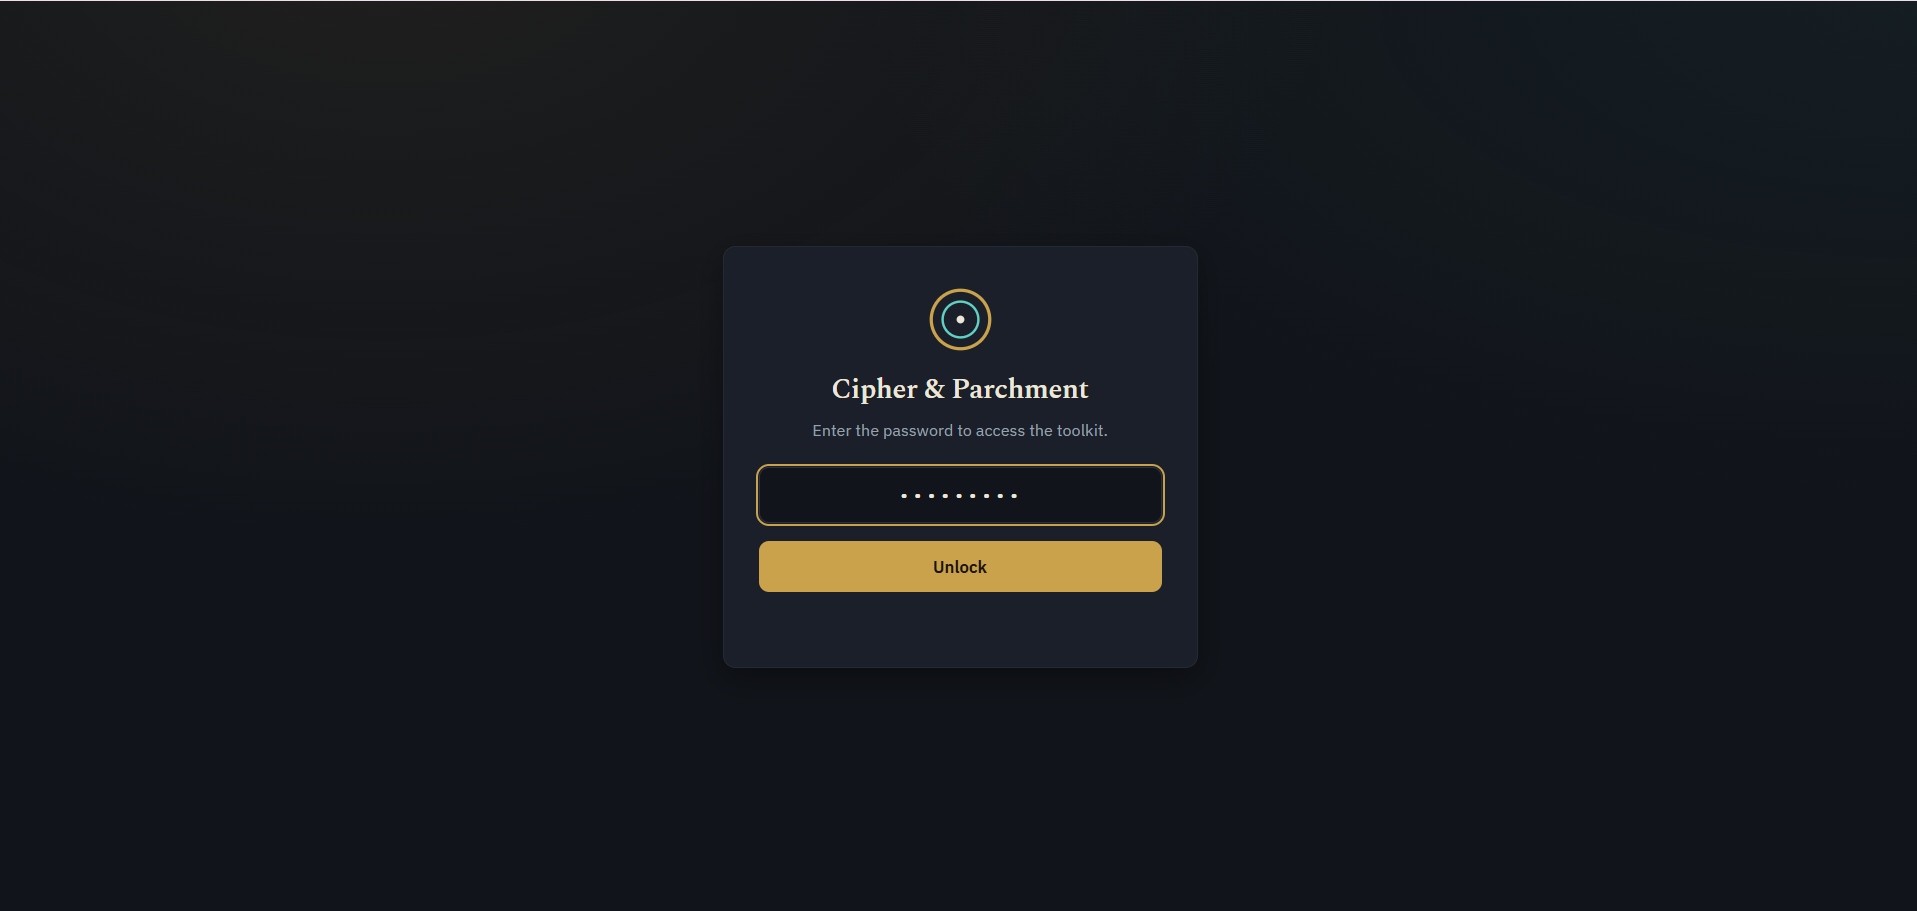 Cipher & Parchment
Enter the password to access the toolkit.
•••••••••
Unlock